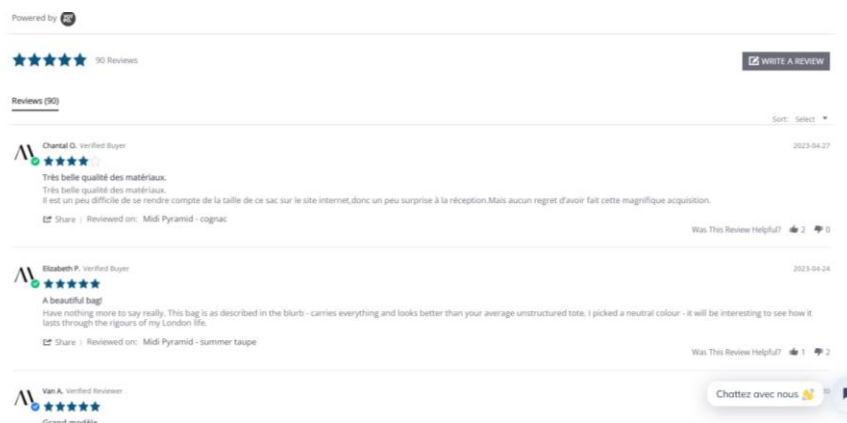 Powered by
90 Reviews
WRITE A REVIEW
Reviews (90)
Sort: Select
Chantal O. Verified Buyer
2023-04-27
Très belle qualité des matériaux.
Très belle qualité des matériaux.
Il est un peu difficile de se rendre compte de la taille de ce sac sur le site internet,donc un peu surprise à la réception.Mais aucun regret d'avoir fait cette magnifique acquisition.
Share | Reviewed on: Midi Pyramid - cognac
Was This Review Helpful? 2 0
Elizabeth P. Verified Buyer
2023-04-24
A beautiful bag!
Have nothing more to say really. This bag is as described in the blurb - carries everything and looks better than your average unstructured tote. I picked a neutral colour - it will be interesting to see how it
lasts through the rigours of my London life.
Share | Reviewed on: Midi Pyramid - summer taupe
Was This Review Helpful? 1 2
Van A. Verified Reviewer
Chattez avec nous 👋
Grand modèle